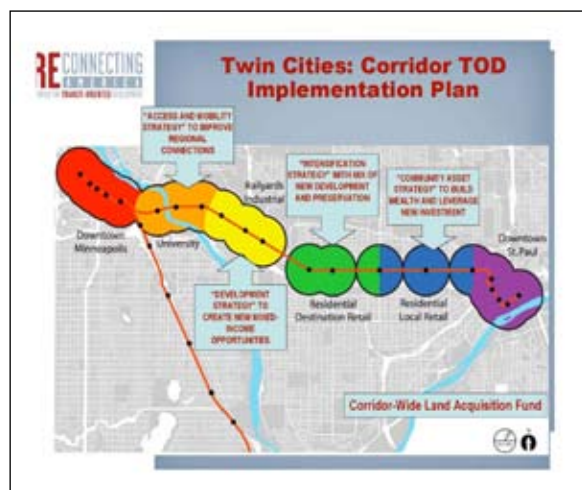 RECONNECTING
AMERICA
TRANSIT-ORIENTED
Twin Cities: Corridor TOD
Implementation Plan
"ACCESS AND MOBILITY
STRATEGY" TO IMPROVE
REGIONAL
CONNECTIONS
"INTENSIFICATION
STRATEGY" WITH MIX OF
NEW DEVELOPMENT
AND PRESERVATION
"COMMUNITY ASSET
STRATEGY" TO BUILD
WEALTH AND LEVERAGE
NEW INVESTMENT
Railyards
Industrial
Downtown
Minneapolis
University
Downtown
St.Paul
"DEVELOPMENT
STRATEGY" TO
CREATE NEW MIXED-
INCOME
OPPORTUNITIES
Residential
Destination Retail
Residential
Local Retail
Corridor-Wide Land Acquisition Fund